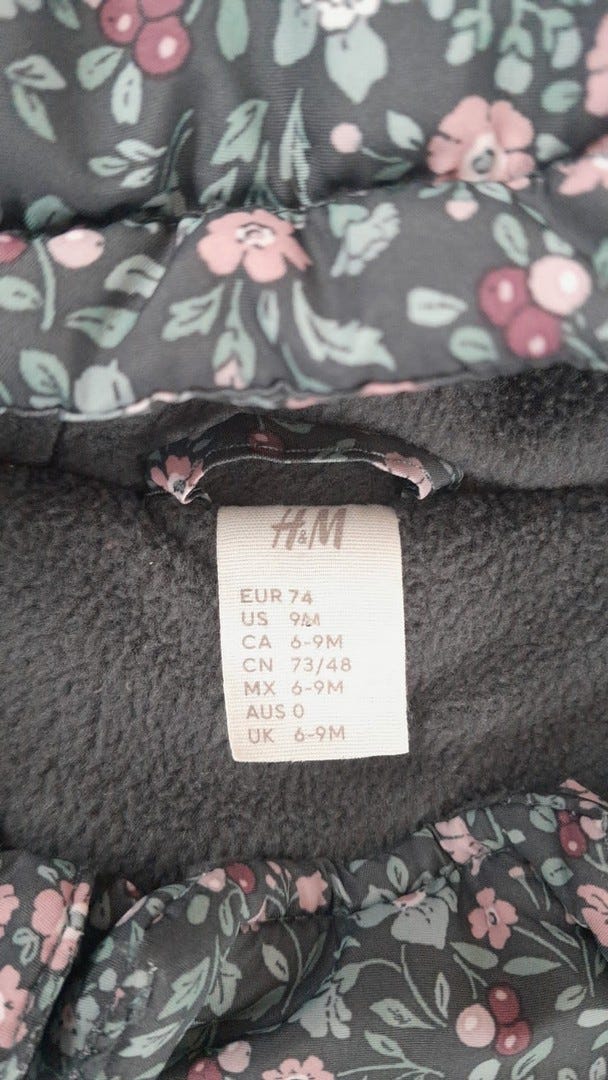 H&M
EUR 74
US 9M
CA 6-9M
CN 73/48
MX 6-9M
AUS 0
UK 6-9M